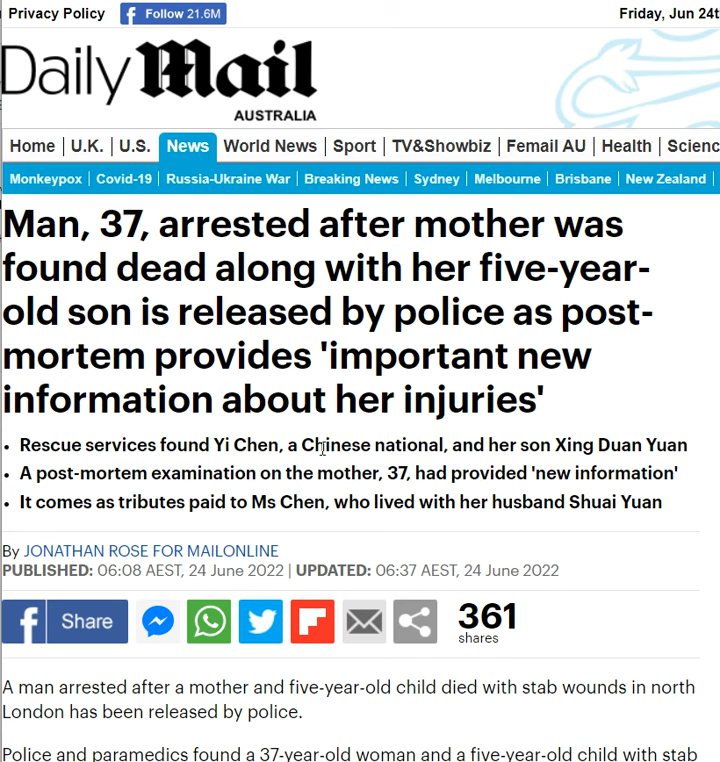 Privacy Policy Follow 21.6M Friday, Jun 24t
Daily Mail
AUSTRALIA
Home | U.K. | U.S. News World News | Sport | TV&Showbiz | Femail AU | Health | Scienc
Monkeypox | Covid-19 | Russia-Ukraine War | Breaking News | Sydney | Melbourne | Brisbane | New Zealand |
Man, 37, arrested after mother was
found dead along with her five-year-
old son is released by police as post-
mortem provides 'important new
information about her injuries'
• Rescue services found Yi Chen, a Chinese national, and her son Xing Duan Yuan
• A post-mortem examination on the mother, 37, had provided 'new information'
• It comes as tributes paid to Ms Chen, who lived with her husband Shuai Yuan
By JONATHAN ROSE FOR MAILONLINE
PUBLISHED: 06:08 AEST, 24 June 2022 | UPDATED: 06:37 AEST, 24 June 2022
Share 361
shares
A man arrested after a mother and five-year-old child died with stab wounds in north
London has been released by police.
Police and paramedics found a 37-year-old woman and a five-year-old child with stab